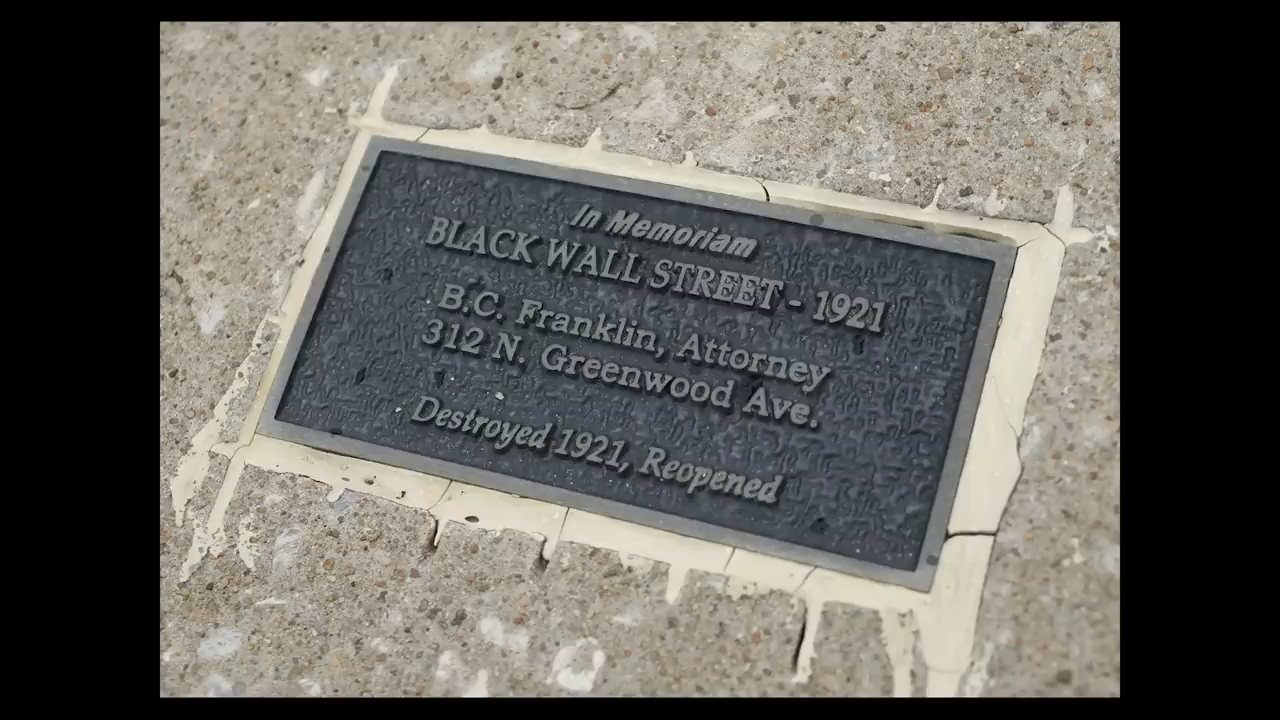 In Memoriam
BLACK WALL STREET - 1921
B.C. Franklin, Attorney
312 N. Greenwood Ave.
Destroyed 1921, Reopened